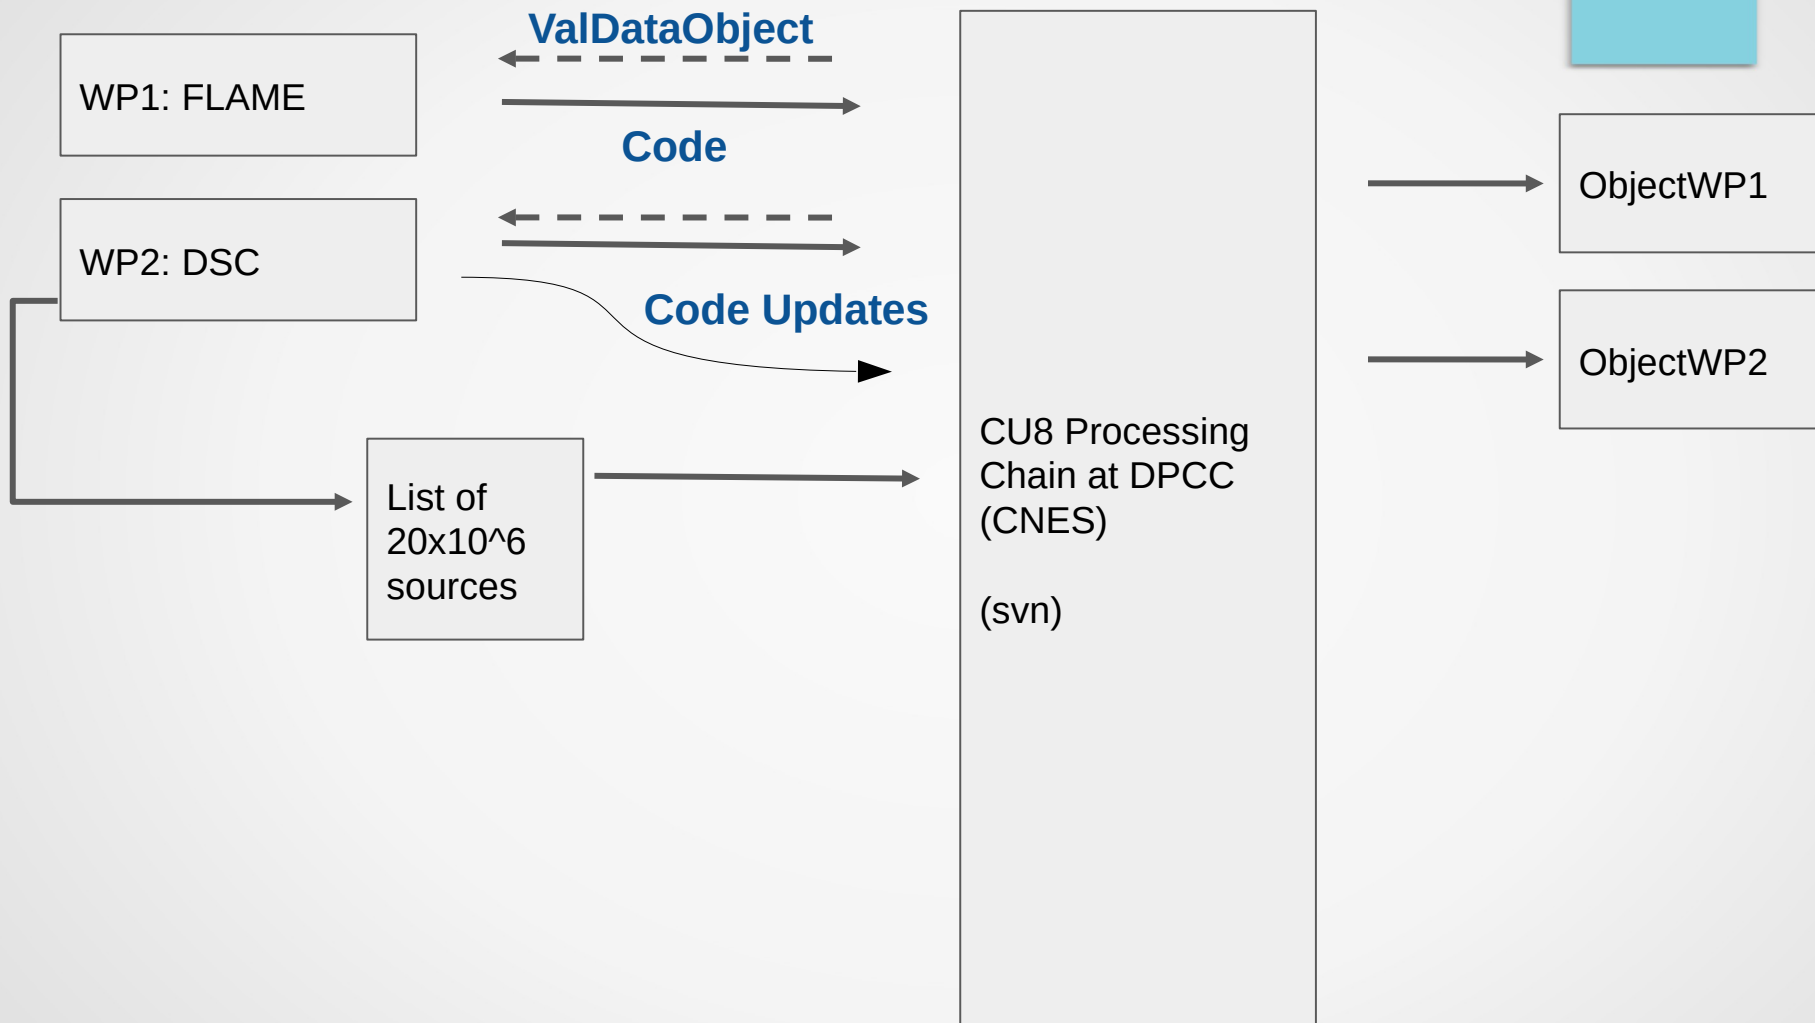 ValDataObject
WP1: FLAME
Code
ObjectWP1
WP2: DSC
Code Updates
ObjectWP2
CU8 Processing
Chain at DPCC
(CNES)
(svn)
List of
20x10^6
sources